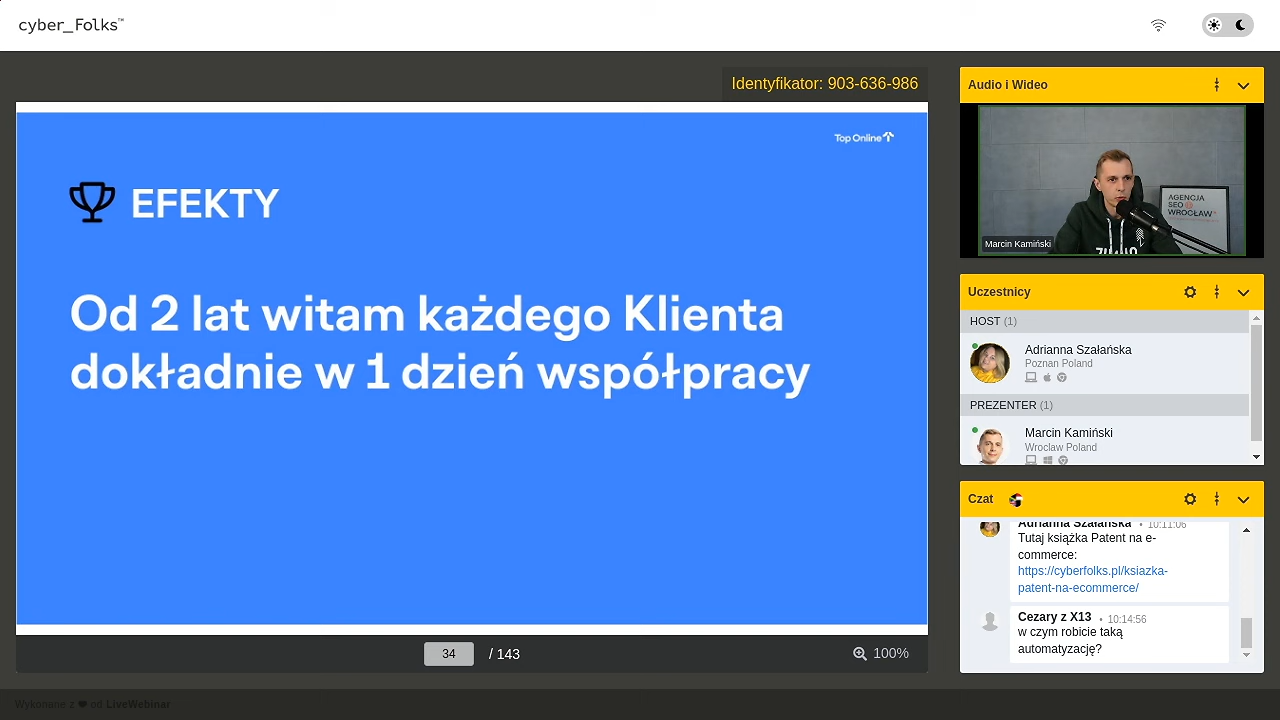 cyber_Folks™
Identyfikator: 903-636-986
Top Online
EFEKTY
Od 2 lat witam każdego Klienta
dokładnie w 1 dzień współpracy
34 / 143
100%
Audio i Wideo
AGENCJA
SEO
WROCŁAW
Marcin Kamiński
Uczestnicy
HOST (1)
Adrianna Szałańska
Poznan Poland
PREZENTER (1)
Marcin Kamiński
Wroclaw Poland
Czat
Adrianna Szałańska • 10:11:06
Tutaj książka Patent na e-
commerce:
https://cyberfolks.pl/ksiazka-
patent-na-ecommerce/
Cezary z X13 • 10:14:56
w czym robicie taką
automatyzację?
Wykonane z ❤ od LiveWebinar